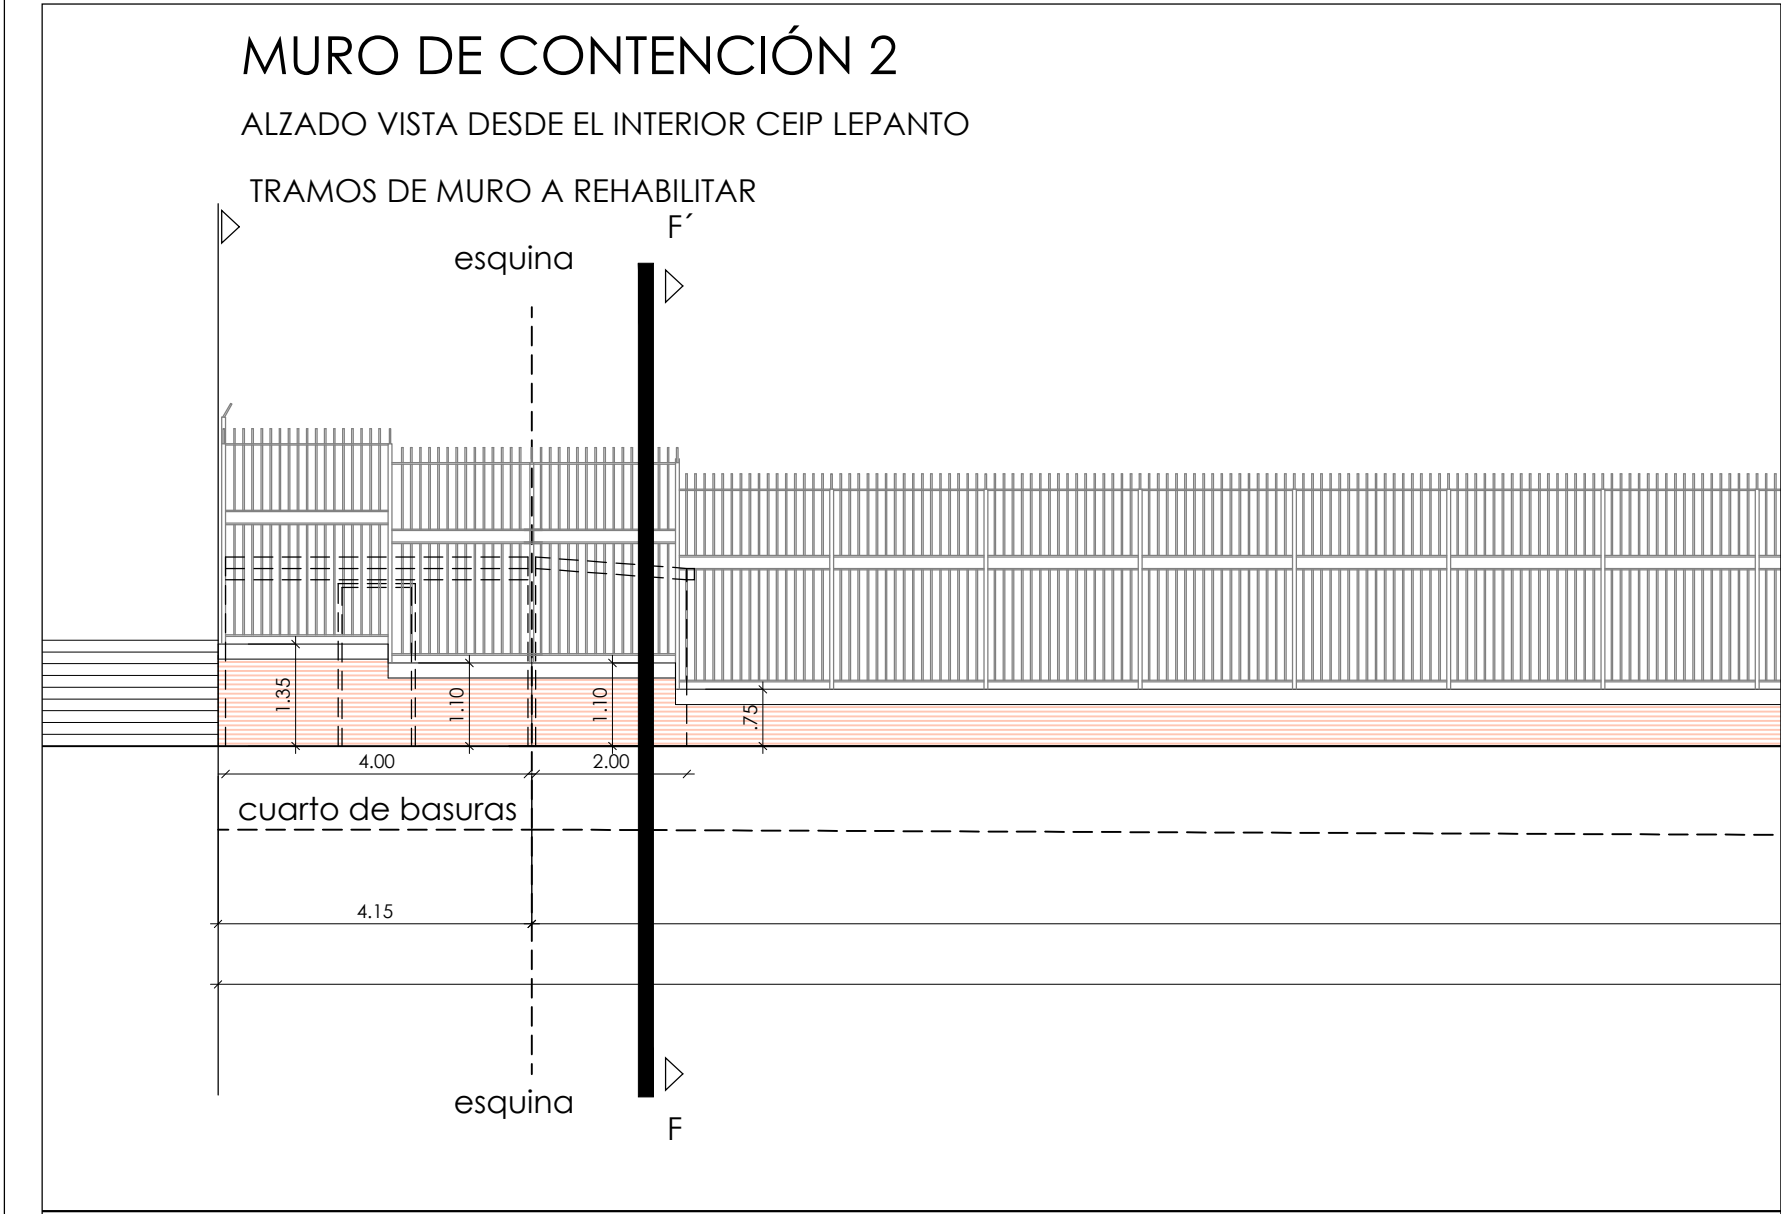 MURO DE CONTENCIÓN 2
ALZADO VISTA DESDE EL INTERIOR CEIP LEPANTO
TRAMOS DE MURO A REHABILITAR
F´
esquina
1.35
1.10
1.10
.75
4.00
2.00
cuarto de basuras
4.15
esquina
F